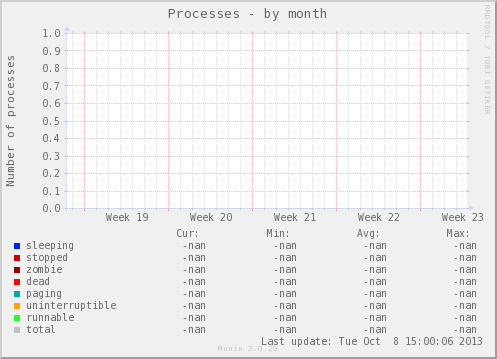 Processes - by month
RRDTOOL / TOBI OETIKER
Number of processes
1.0
0.9
0.8
0.7
0.6
0.5
0.4
0.3
0.2
0.1
0.0
Week 19 Week 20 Week 21 Week 22 Week 23
Cur: Min: Avg: Max:
sleeping -nan -nan -nan -nan
stopped -nan -nan -nan -nan
zombie -nan -nan -nan -nan
dead -nan -nan -nan -nan
paging -nan -nan -nan -nan
uninterruptible -nan -nan -nan -nan
runnable -nan -nan -nan -nan
total -nan -nan -nan -nan
Last update: Tue Oct 8 15:00:06 2013
Munin 2.0.20